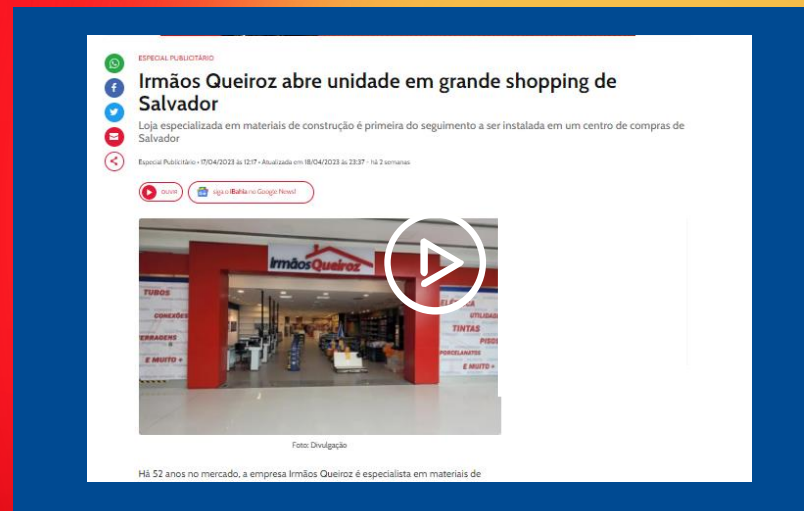 ESPECIAL PUBLICITÁRIO
Irmãos Queiroz abre unidade em grande shopping de
Salvador
Loja especializada em materiais de construção é primeira do seguimento a ser instalada em um centro de compras de
Salvador
Especial Publicitário • 17/04/2023 às 12:17 • Atualizada em 18/04/2023 às 23:37 - há 2 semanas
OUVIR
siga o iBahia no Google News!
IrmãosQueiroz
TUBOS
CONEXÕES
FERRAGENS
E MUITO +
ELÉTRICA
UTILIDAD
TINTAS
PISOS
PORCELANATOS
E MUITO +
Foto: Divulgação
Há 52 anos no mercado, a empresa Irmãos Queiroz é especialista em materiais de